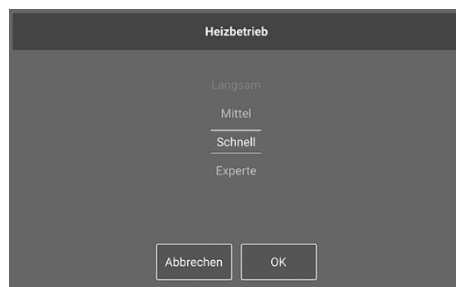 Heizbetrieb
Langsam
Mittel
Schnell
Experte
Abbrechen OK